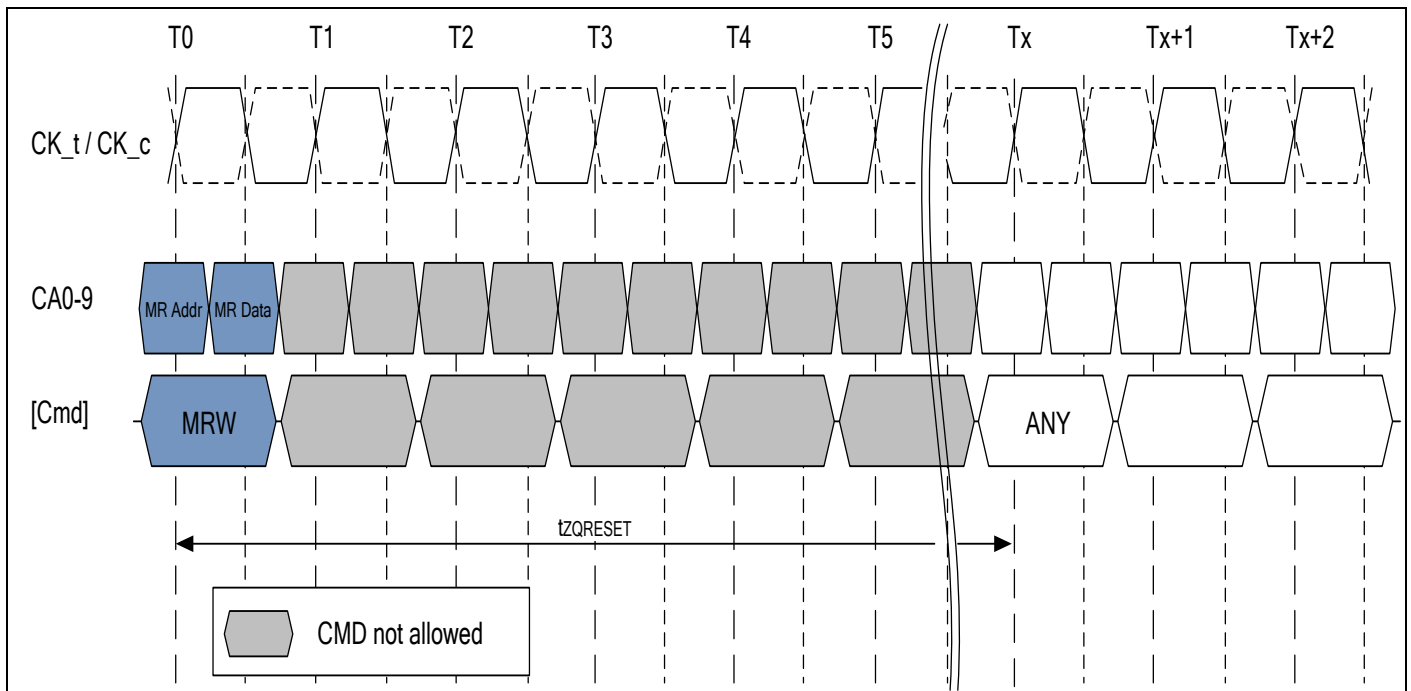 T0 T1 T2 T3 T4 T5 Tx Tx+1 Tx+2
CK_t / CK_c
CA0-9 MR Addr MR Data
[Cmd] MRW ANY
tZQRESET
CMD not allowed